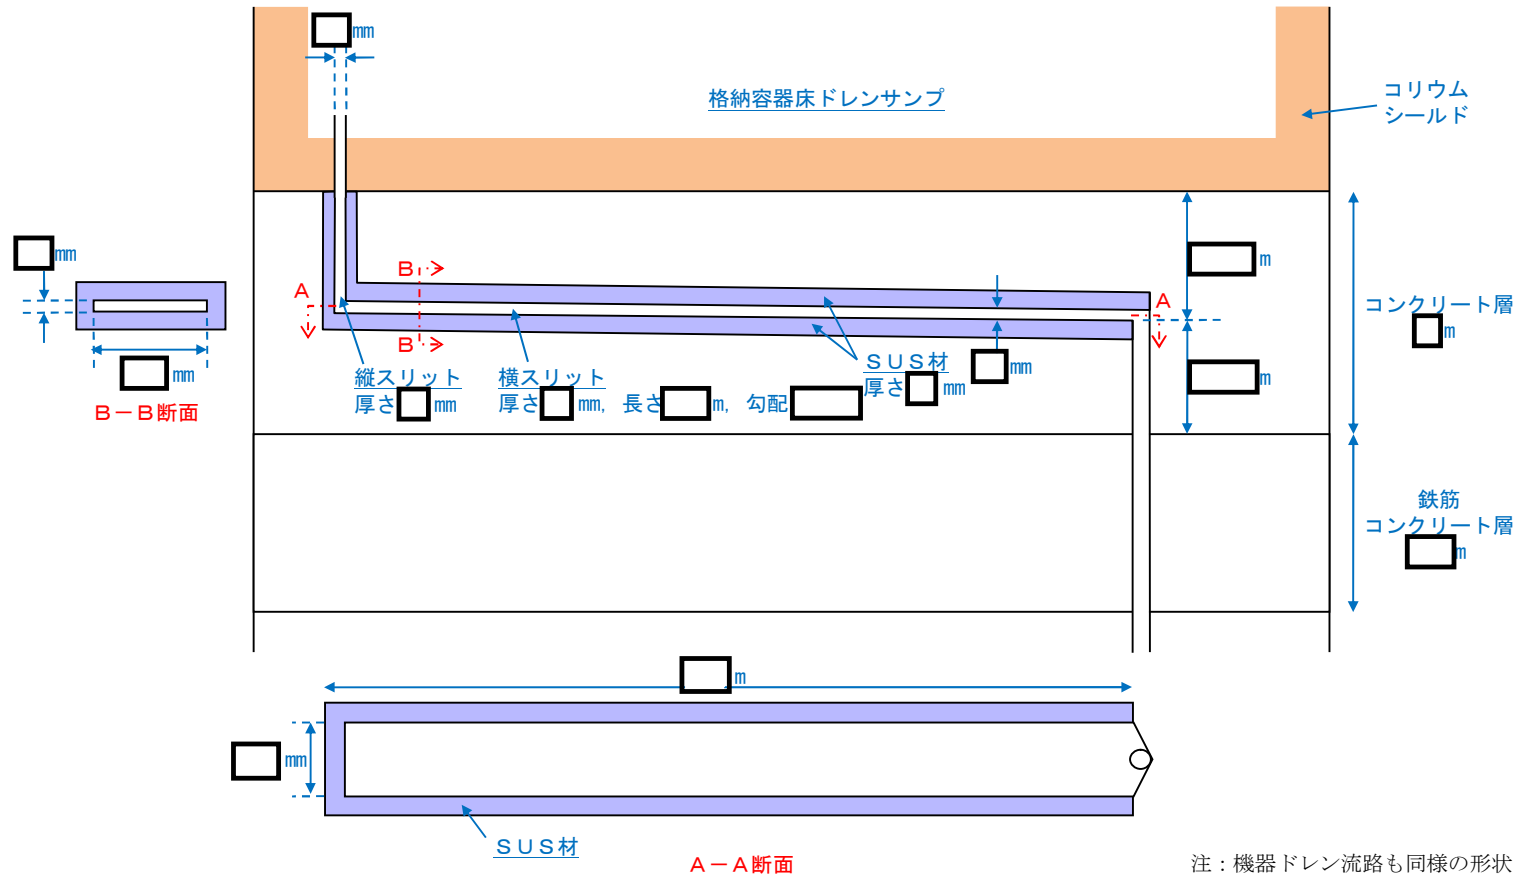 mm
格納容器床ドレンサンプ
コリウム
シールド
mm
mm
B-B断面
A
B
B
A
m
m
コンクリート層
m
縦スリット
厚さ mm
横スリット
厚さ mm, 長さ m, 勾配
SUS材
厚さ mm
mm
鉄筋
コンクリート層
m
m
mm
SUS材
A-A断面
注：機器ドレン流路も同様の形状